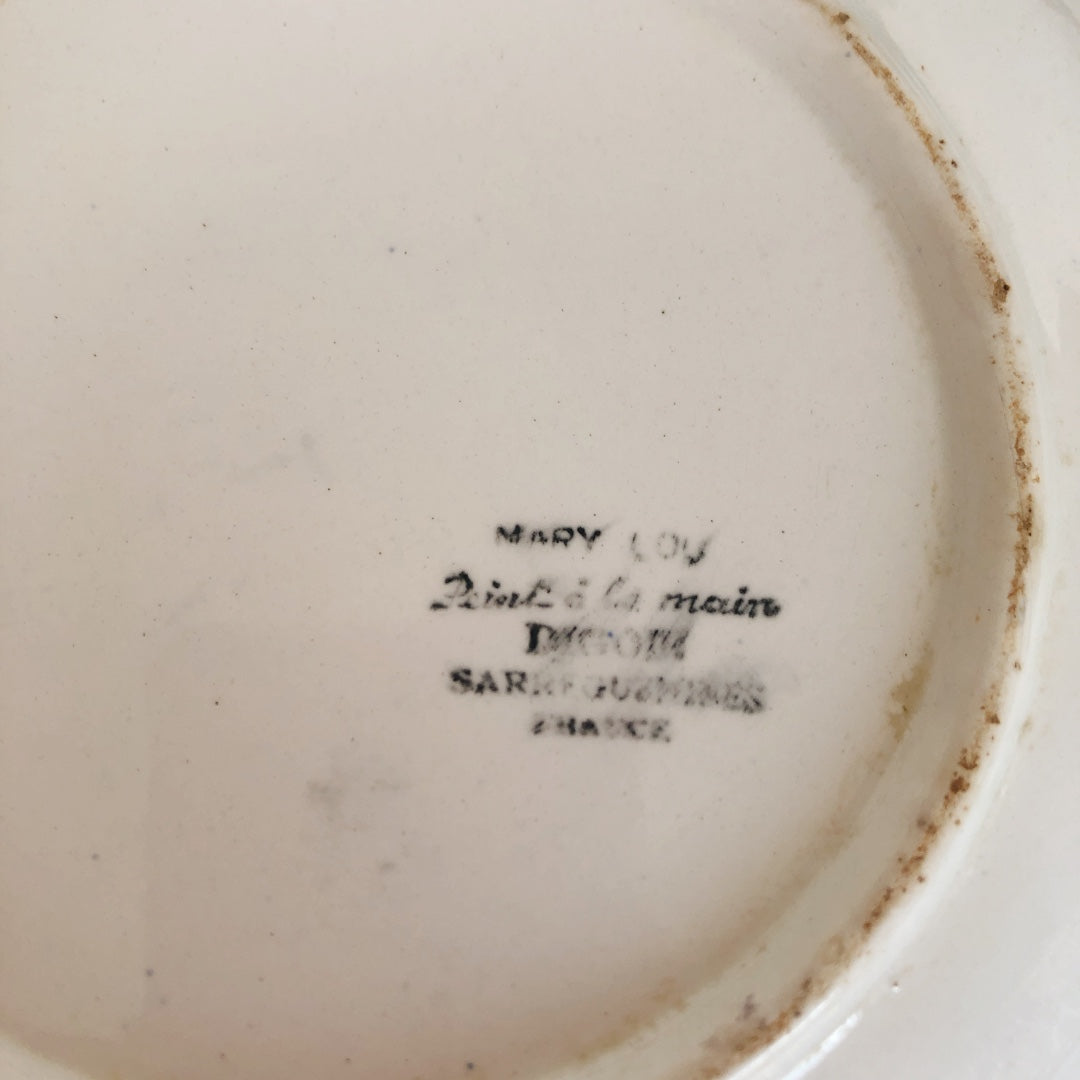 MARY LOU
Peint à la main
DIGOIN
SARREGUEMINES
FRANCE